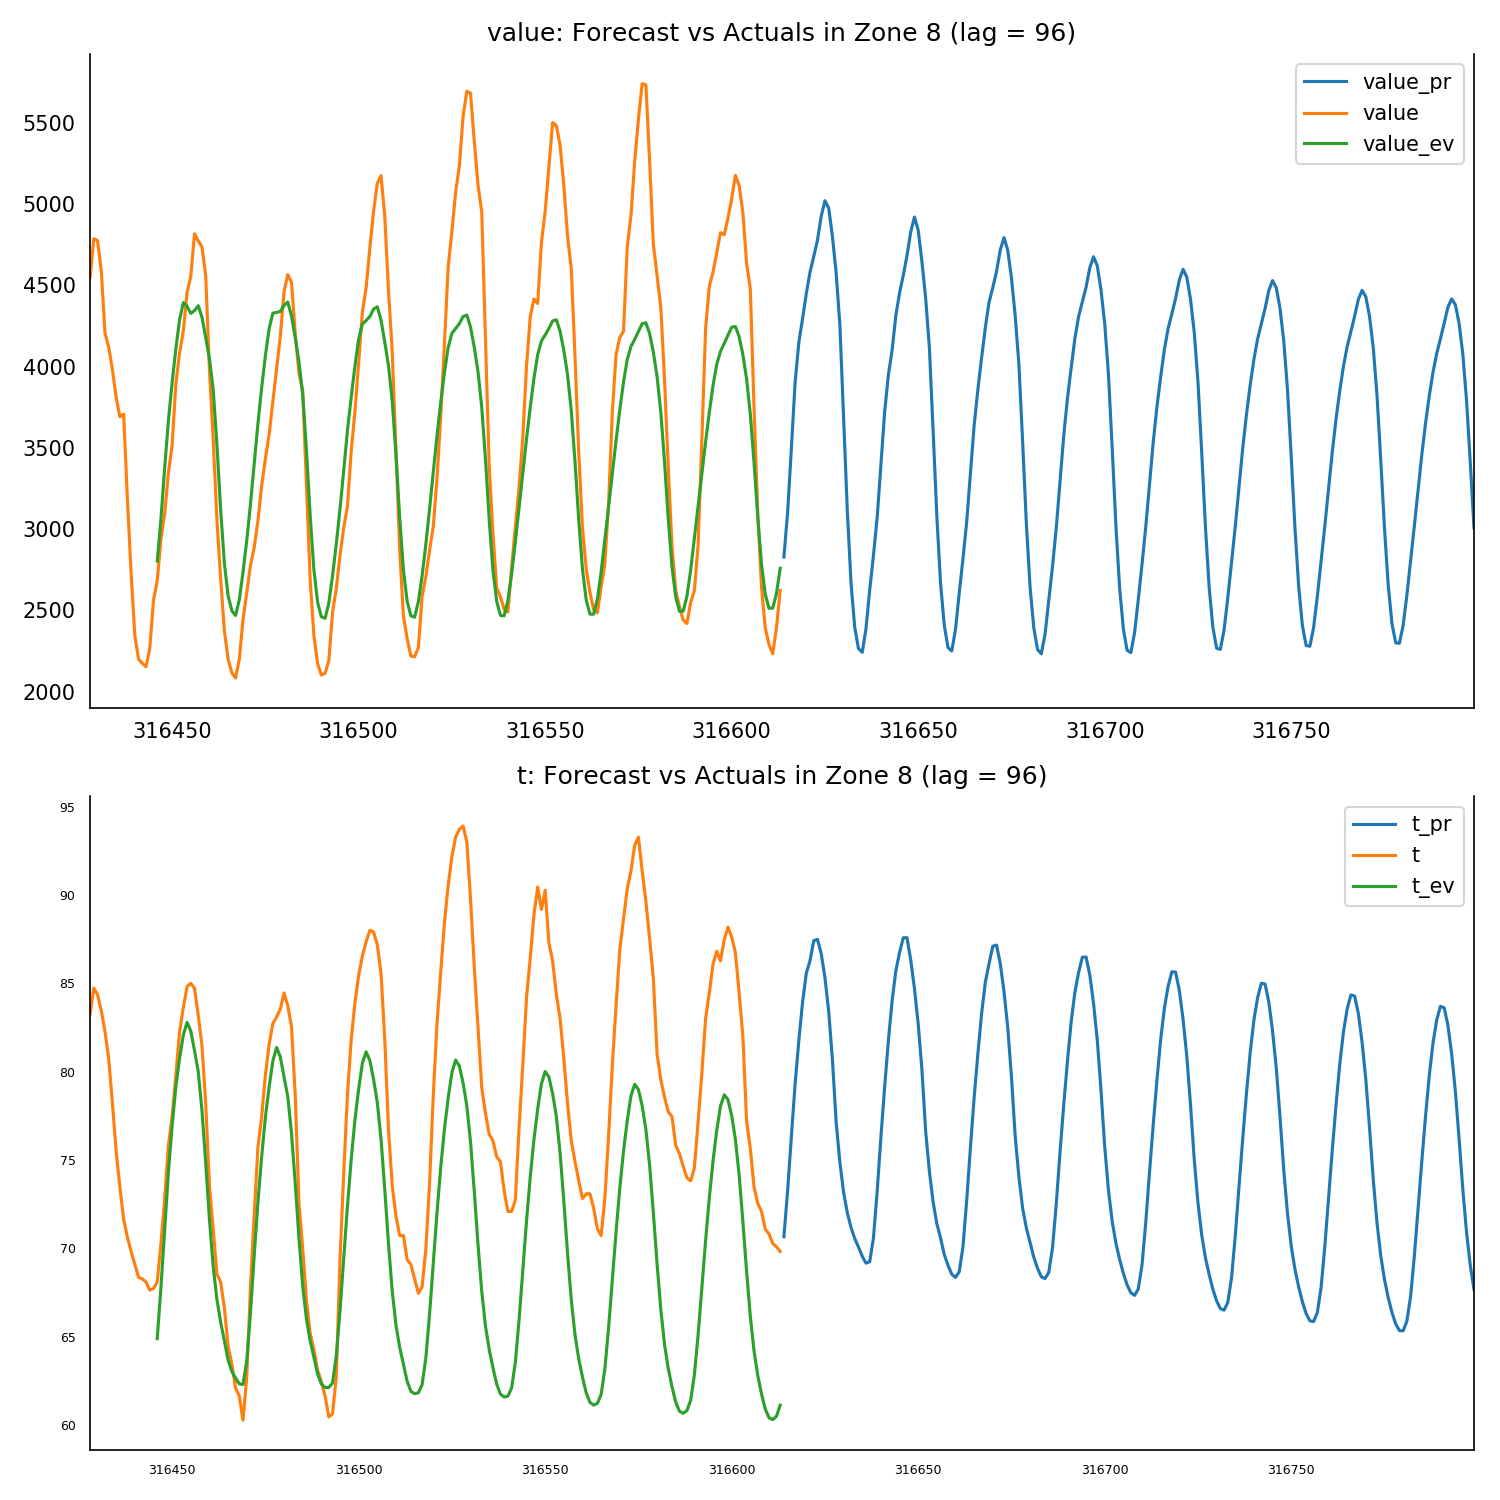 value: Forecast vs Actuals in Zone 8 (lag = 96)
value_pr
value
value_ev
5500
5000
4500
4000
3500
3000
2500
2000
316450 316500 316550 316600 316650 316700 316750
t: Forecast vs Actuals in Zone 8 (lag = 96)
t_pr
t
t_ev
95
90
85
80
75
70
65
60
316450 316500 316550 316600 316650 316700 316750